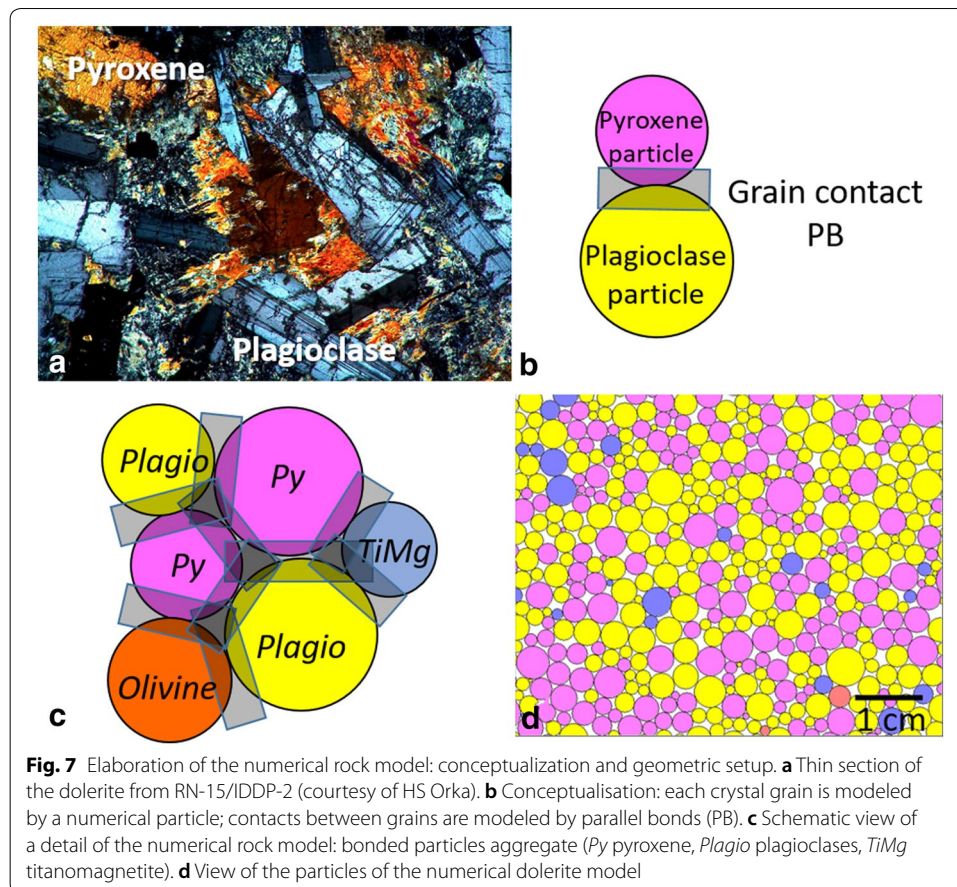 Pyroxene
Plagioclase
a
Pyroxene
particle
Grain contact
PB
Plagioclase
particle
b
Plagio
Py
Py
TiMg
Plagio
Olivine
c
1 cm
d
Fig. 7 Elaboration of the numerical rock model: conceptualization and geometric setup. a Thin section of
the dolerite from RN-15/IDDP-2 (courtesy of HS Orka). b Conceptualisation: each crystal grain is modeled
by a numerical particle; contacts between grains are modeled by parallel bonds (PB). c Schematic view of
a detail of the numerical rock model: bonded particles aggregate (Py pyroxene, Plagio plagioclases, TiMg
titanomagnetite). d View of the particles of the numerical dolerite model